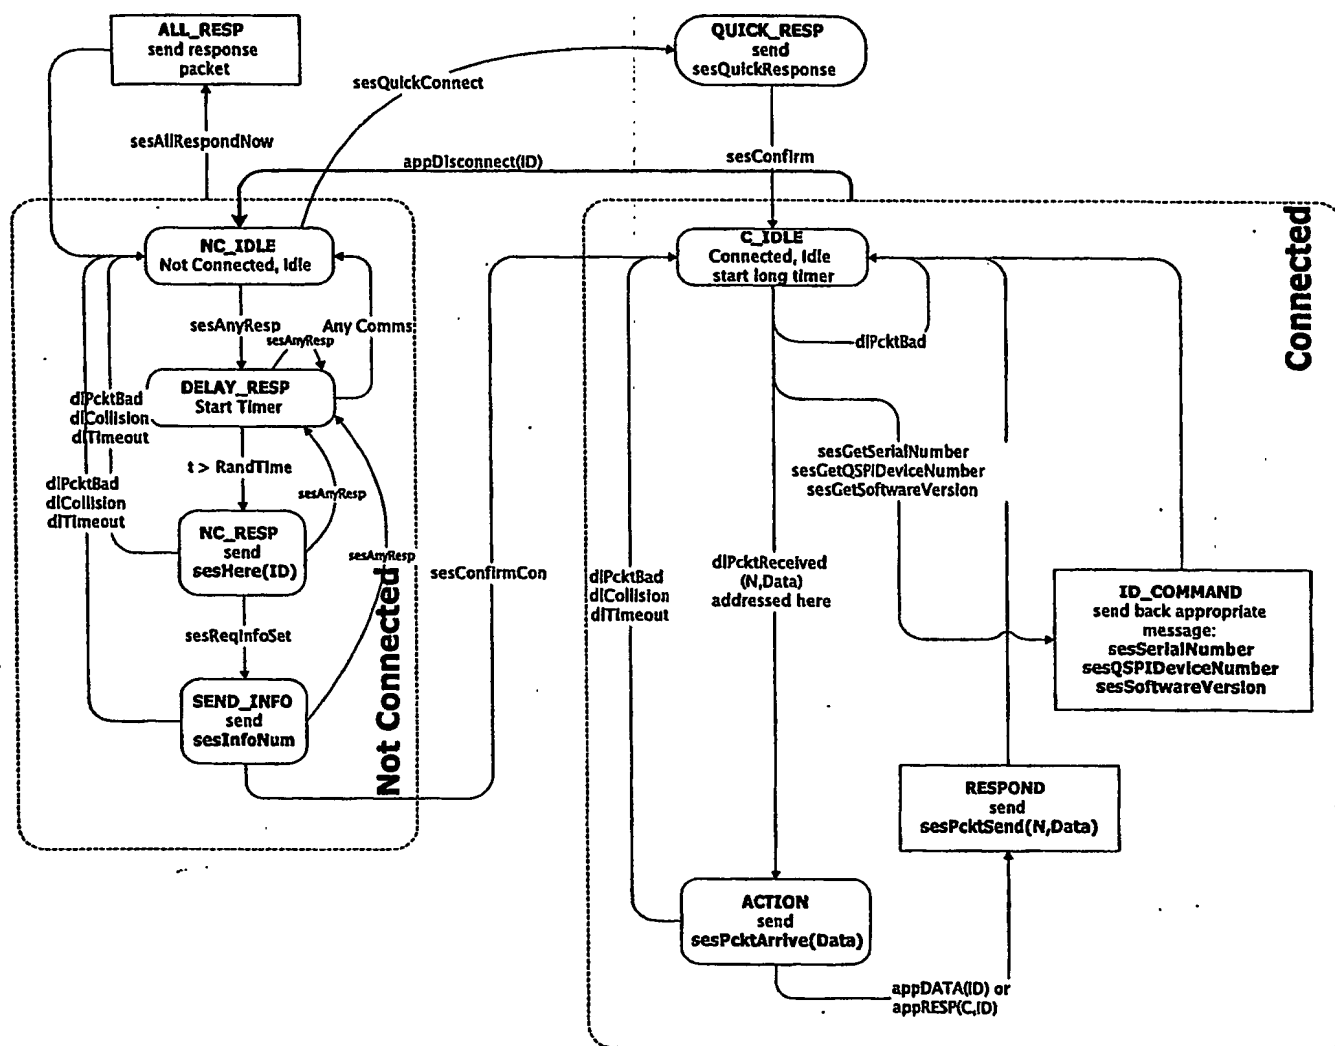 ALL_RESP
send response
packet
QUICK_RESP
send
sesQuickResponse
sesQuickConnect
sesAllRespondNow
appDisconnect(ID)
sesConfirm
NC_IDLE
Not Connected, Idle
C_IDLE
Connected, Idle
start long timer
Connected
sesAnyResp
Any Comms
sesAnyResp
dlPcktBad
DELAY_RESP
Start Timer
dlPcktBad
dlCollision
dlTimeout
t > RandTime
sesGetSerialNumber
sesGetQSPIDeviceNumber
sesGetSoftwareVersion
dlPcktBad
dlCollision
dlTimeout
sesAnyResp
NC_RESP
send
sesHere(ID)
sesAnyResp
sesConfirmCon
dlPcktBad
dlCollision
dlTimeout
dlPcktReceived
(N,Data)
addressed here
ID_COMMAND
send back appropriate
message:
sesSerialNumber
sesQSPIDeviceNumber
sesSoftwareVersion
sesReqInfoSet
SEND_INFO
send
sesInfoNum
Not Connected
RESPOND
send
sesPcktSend(N,Data)
ACTION
send
sesPcktArrive(Data)
appDATA(ID) or
appRESP(C,ID)